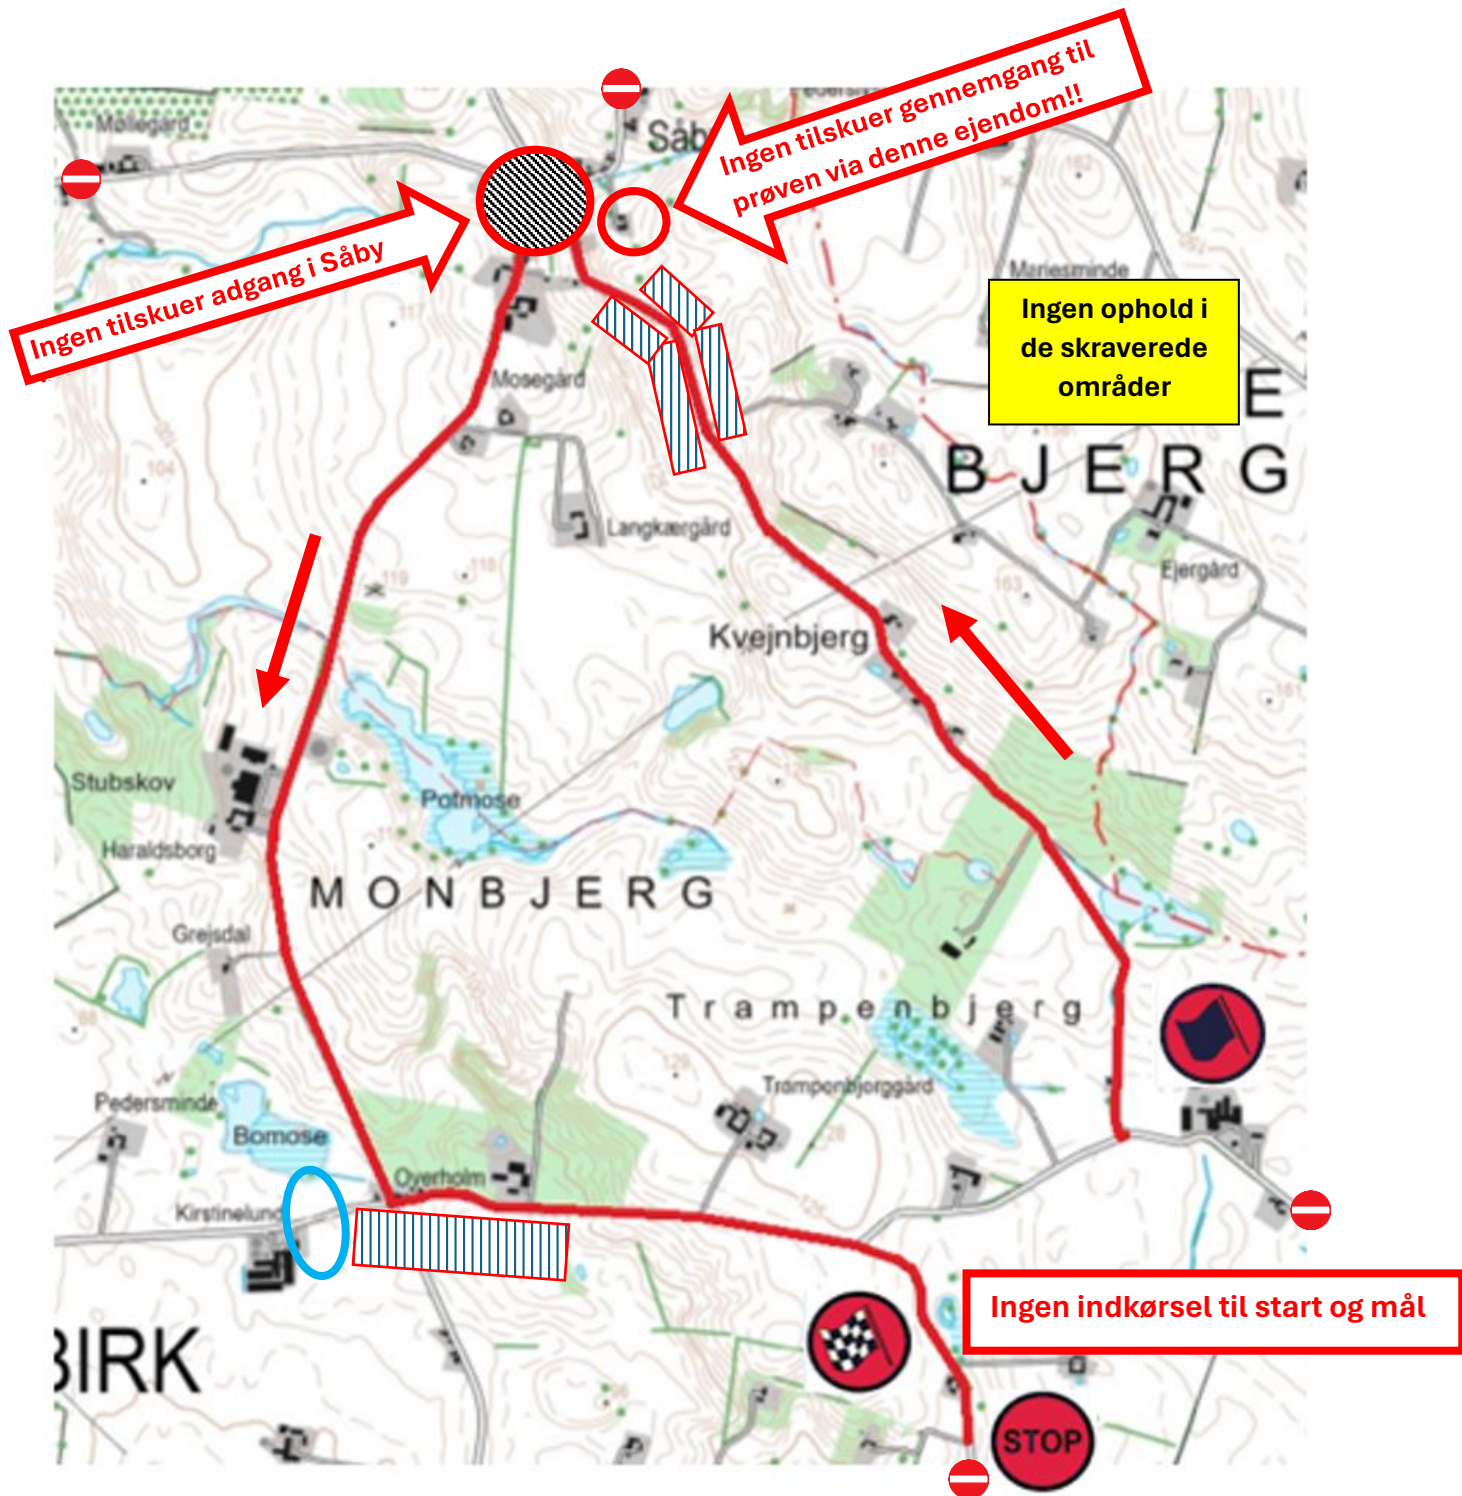 Ingen tilskuer gennemgang til
prøven via denne ejendom!!
Møllegård
Såb
Ingen tilskuer adgang i Såby
Mariesminde
Ingen ophold i
de skraverede
områder
E
BJERG
Mosegård
Langkærgård
Ejergård
Kvejnbjerg
Stubskov
Potmose
Haraldsborg
MONBJERG
Grejsdal
Trampenbjerg
Trampenbjerggård
Pedersminde
Bomose
Overholm
Kirstinelund
Ingen indkørsel til start og mål
BIRK
STOP